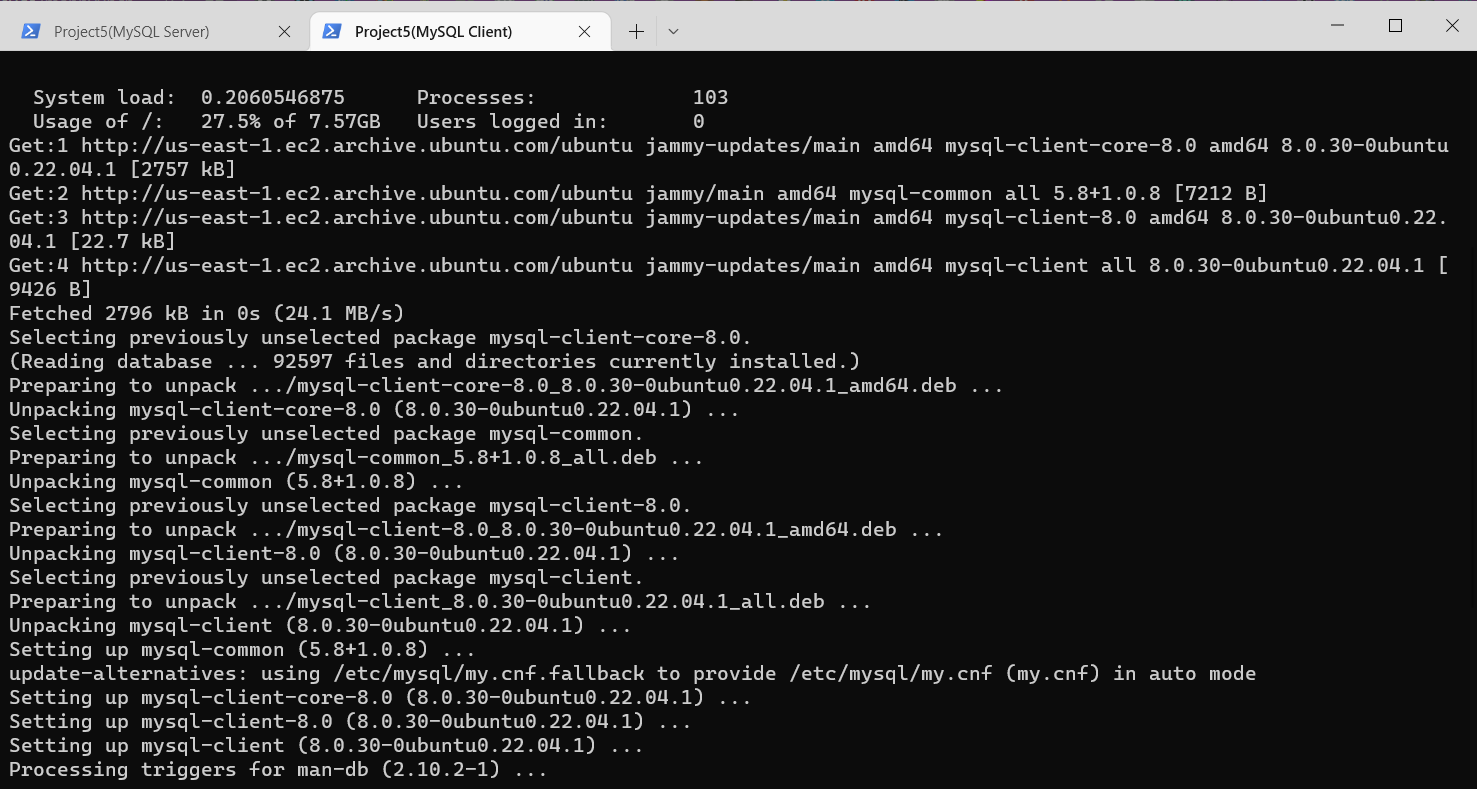 Project5(MySQL Server)
Project5(MySQL Client)
System load: 0.2060546875 Processes: 103
Usage of /: 27.5% of 7.57GB Users logged in: 0
Get:1 http://us-east-1.ec2.archive.ubuntu.com/ubuntu jammy-updates/main amd64 mysql-client-core-8.0 amd64 8.0.30-0ubuntu
0.22.04.1 [2757 kB]
Get:2 http://us-east-1.ec2.archive.ubuntu.com/ubuntu jammy/main amd64 mysql-common all 5.8+1.0.8 [7212 B]
Get:3 http://us-east-1.ec2.archive.ubuntu.com/ubuntu jammy-updates/main amd64 mysql-client-8.0 amd64 8.0.30-0ubuntu0.22.
04.1 [22.7 kB]
Get:4 http://us-east-1.ec2.archive.ubuntu.com/ubuntu jammy-updates/main amd64 mysql-client all 8.0.30-0ubuntu0.22.04.1 [
9426 B]
Fetched 2796 kB in 0s (24.1 MB/s)
Selecting previously unselected package mysql-client-core-8.0.
(Reading database ... 92597 files and directories currently installed.)
Preparing to unpack .../mysql-client-core-8.0_8.0.30-0ubuntu0.22.04.1_amd64.deb ...
Unpacking mysql-client-core-8.0 (8.0.30-0ubuntu0.22.04.1) ...
Selecting previously unselected package mysql-common.
Preparing to unpack .../mysql-common_5.8+1.0.8_all.deb ...
Unpacking mysql-common (5.8+1.0.8) ...
Selecting previously unselected package mysql-client-8.0.
Preparing to unpack .../mysql-client-8.0_8.0.30-0ubuntu0.22.04.1_amd64.deb ...
Unpacking mysql-client-8.0 (8.0.30-0ubuntu0.22.04.1) ...
Selecting previously unselected package mysql-client.
Preparing to unpack .../mysql-client_8.0.30-0ubuntu0.22.04.1_all.deb ...
Unpacking mysql-client (8.0.30-0ubuntu0.22.04.1) ...
Setting up mysql-common (5.8+1.0.8) ...
update-alternatives: using /etc/mysql/my.cnf.fallback to provide /etc/mysql/my.cnf (my.cnf) in auto mode
Setting up mysql-client-core-8.0 (8.0.30-0ubuntu0.22.04.1) ...
Setting up mysql-client-8.0 (8.0.30-0ubuntu0.22.04.1) ...
Setting up mysql-client (8.0.30-0ubuntu0.22.04.1) ...
Processing triggers for man-db (2.10.2-1) ...